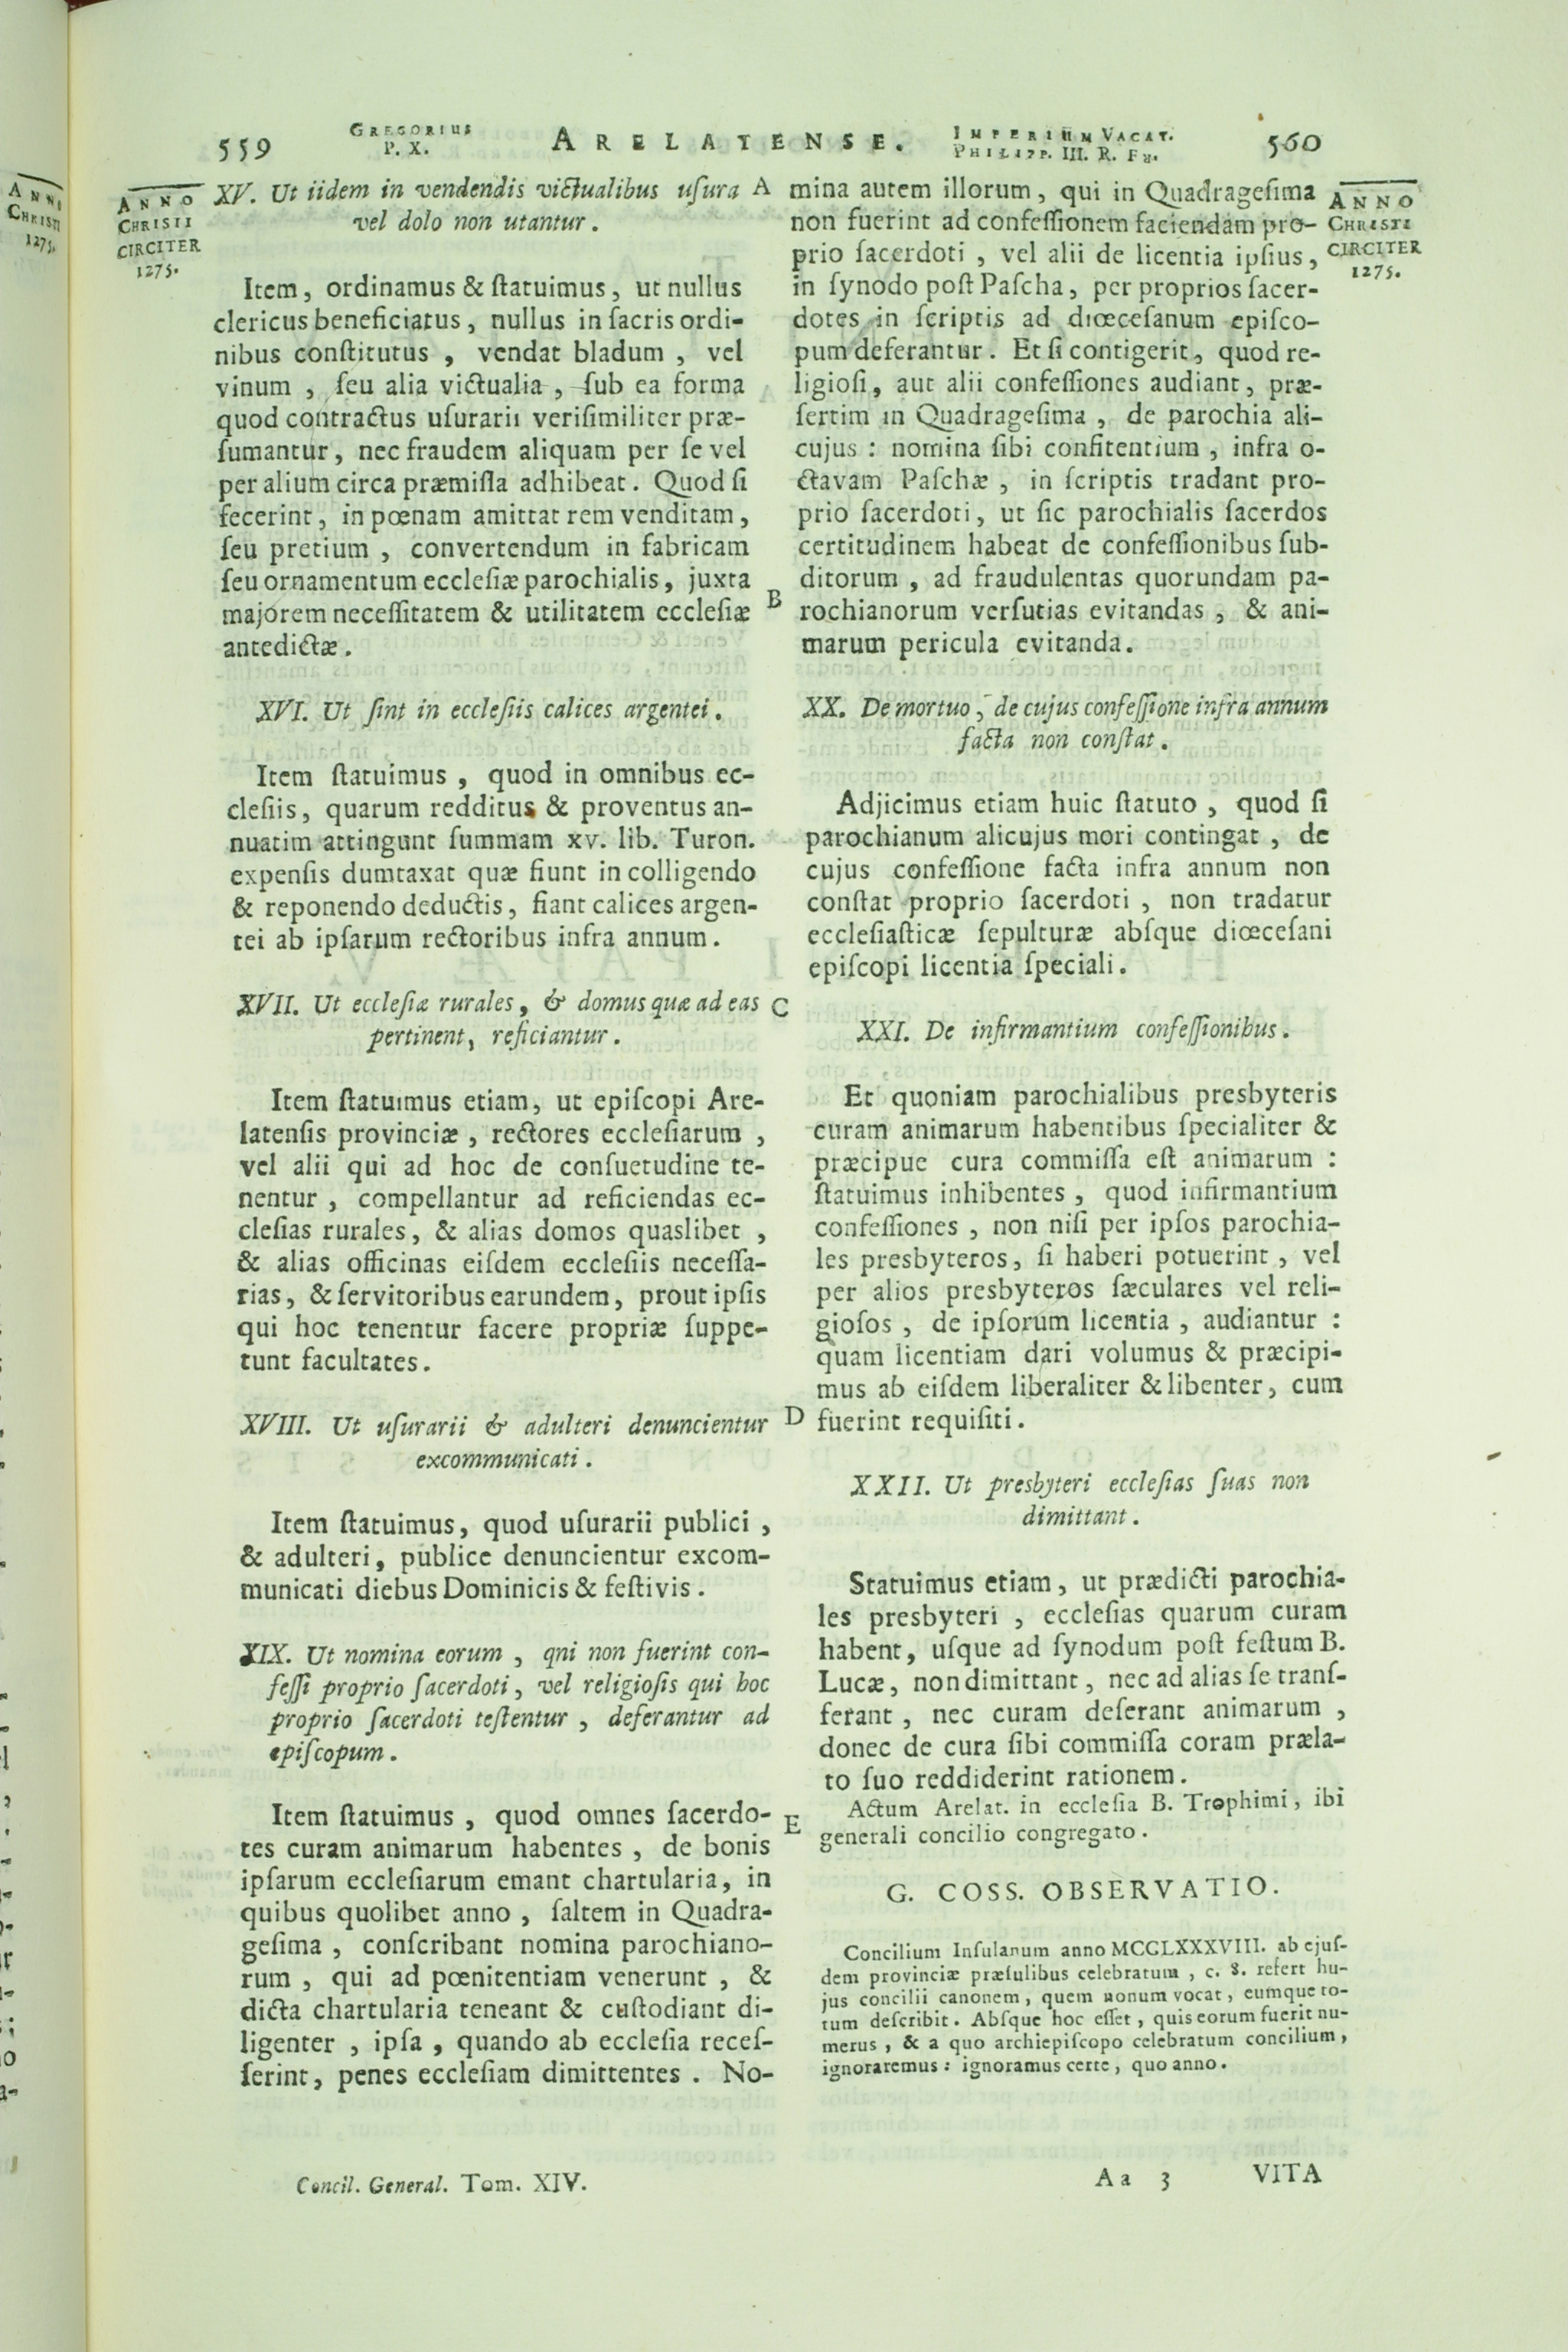 559
GREGORIUS
P. X.
ARELATENSE.
IMPERIUM VACAT.
PHILIPP. III. R. Fr.
560
ANNO
CHRISTI
CIRCITER
1275.
XV. Ut iidem in vendendis victualibus uſura
vel dolo non utantur.
Item, ordinamus & ſtatuimus, ut nullus
clericus beneficiatus, nullus in ſacris ordi-
nibus conſtitutus, vendat bladum, vel
vinum, ſeu alia victualia, ſub ea forma
quod contractus uſurarii veriſimiliter præ-
ſumantur, nec fraudem aliquam per ſe vel
per alium circa præmiſſa adhibeat. Quod ſi
fecerint, in pœnam amittat rem venditam,
ſeu pretium, convertendum in fabricam
ſeu ornamentum eccleſiæ parochialis, juxta
majorem neceſſitatem & utilitatem eccleſiæ
antedictæ.
XVI. Ut ſint in eccleſiis calices argentei.
Item ſtatuimus, quod in omnibus ec-
cleſiis, quarum redditus & proventus an-
nuatim attingunt ſummam xv. lib. Turon.
expenſis dumtaxat quæ fiunt in colligendo
& reponendo deductis, fiant calices argen-
tei ab ipſarum rectoribus infra annum.
XVII. Ut eccleſiæ rurales, & domus quæ ad eas
pertinent, reficiantur.
Item ſtatuimus etiam, ut epiſcopi Are-
latenſis provinciæ, rectores eccleſiarum,
vel alii qui ad hoc de conſuetudine te-
nentur, compellantur ad reficiendas ec-
cleſias rurales, & alias domos quaslibet,
& alias officinas eiſdem eccleſiis neceſſa-
rias, & ſervitoribus earundem, prout ipſis
qui hoc tenentur facere propriæ ſuppe-
tunt facultates.
XVIII. Ut uſurarii & adulteri denuncientur
excommunicati.
Item ſtatuimus, quod uſurarii publici,
& adulteri, publice denuncientur excom-
municati diebus Dominicis & feſtivis.
XIX. Ut nomina eorum, qni non fuerint con-
feſſi proprio ſacerdoti, vel religioſis qui hoc
proprio ſacerdoti teſtentur, deferantur ad
epiſcopum.
Item ſtatuimus, quod omnes ſacerdo-
tes curam animarum habentes, de bonis
ipſarum eccleſiarum emant chartularia, in
quibus quolibet anno, ſaltem in Quadra-
geſima, conſcribant nomina parochiano-
rum, qui ad pœnitentiam venerunt, &
dicta chartularia teneant & cuſtodiant di-
ligenter, ipſa, quando ab eccleſia receſ-
ſerint, penes eccleſiam dimittentes. No-
Concil. General. Tom. XIV.
A
B
C
D
E
mina autem illorum, qui in Quadrageſima
non fuerint ad confeſſionem faciendam pro-
prio ſacerdoti, vel alii de licentia ipſius,
in ſynodo poſt Paſcha, per proprios ſacer-
dotes in ſcriptis ad diœceſanum epiſco-
pum deferantur. Et ſi contigerit, quod re-
ligioſi, aut alii confeſſiones audiant, præ-
ſertim in Quadrageſima, de parochia ali-
cujus: nomina ſibi confitentium, infra o-
ctavam Paſchæ, in ſcriptis tradant pro-
prio ſacerdoti, ut ſic parochialis ſacerdos
certitudinem habeat de confeſſionibus ſub-
ditorum, ad fraudulentas quorundam pa-
rochianorum verſutias evitandas, & ani-
marum pericula evitanda.
XX. De mortuo, de cujus confeſſione infra annum
facta non conſtat.
Adjicimus etiam huic ſtatuto, quod ſi
parochianum alicujus mori contingat, de
cujus confeſſione facta infra annum non
conſtat proprio ſacerdoti, non tradatur
eccleſiaſticæ ſepulturæ abſque diœceſani
epiſcopi licentia ſpeciali.
XXI. De infirmantium confeſſionibus.
Et quoniam parochialibus presbyteris
curam animarum habentibus ſpecialiter &
præcipue cura commiſſa eſt animarum:
ſtatuimus inhibentes, quod infirmantium
confeſſiones, non niſi per ipſos parochia-
les presbyteros, ſi haberi potuerint, vel
per alios presbyteros ſæculares vel reli-
gioſos, de ipſorum licentia, audiantur:
quam licentiam dari volumus & præcipi-
mus ab eiſdem liberaliter & libenter, cum
fuerint requiſiti.
XXII. Ut presbyteri eccleſias ſuas non
dimittant.
Statuimus etiam, ut prædicti parochia-
les presbyteri, eccleſias quarum curam
habent, uſque ad ſynodum poſt feſtum B.
Lucæ, non dimittant, nec ad alias ſe tranſ-
ferant, nec curam deſerant animarum,
donec de cura ſibi commiſſa coram præla-
to ſuo reddiderint rationem.
Actum Arelat. in eccleſia B. Trophimi, ibi
generali concilio congregato.
G. COSS. OBSERVATIO.
Concilium Inſulanum anno MCCLXXXVIII. ab ejuſ-
dem provinciæ præſulibus celebratum, c. 8. refert hu-
jus concilii canonem, quem nonum vocat, eumque to-
tum deſcribit. Abſque hoc eſſet, quis eorum fuerit nu-
merus, & a quo archiepiſcopo celebratum concilium,
ignoraremus: ignoramus certe, quo anno.
Aa 3
VITA
ANNO
CHRISTI
CIRCITER
1275.
ANNO
CHRISTI
1275.